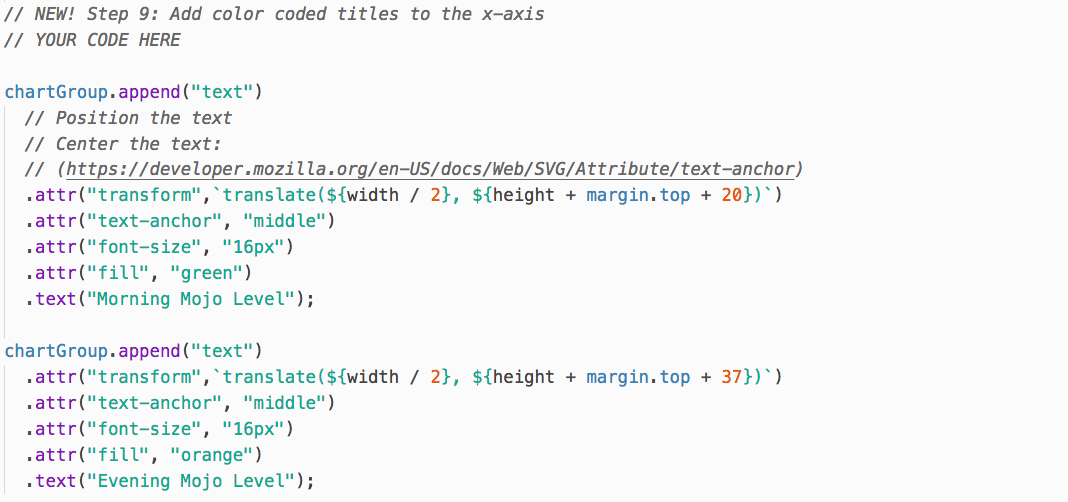 // NEW! Step 9: Add color coded titles to the x-axis
// YOUR CODE HERE
chartGroup.append("text")
// Position the text
// Center the text:
// (https://developer.mozilla.org/en-US/docs/Web/SVG/Attribute/text-anchor)
.attr("transform",`translate(${width / 2}, ${height + margin.top + 20})`)
.attr("text-anchor", "middle")
.attr("font-size", "16px")
.attr("fill", "green")
.text("Morning Mojo Level");
chartGroup.append("text")
.attr("transform",`translate(${width / 2}, ${height + margin.top + 37})`)
.attr("text-anchor", "middle")
.attr("font-size", "16px")
.attr("fill", "orange")
.text("Evening Mojo Level");